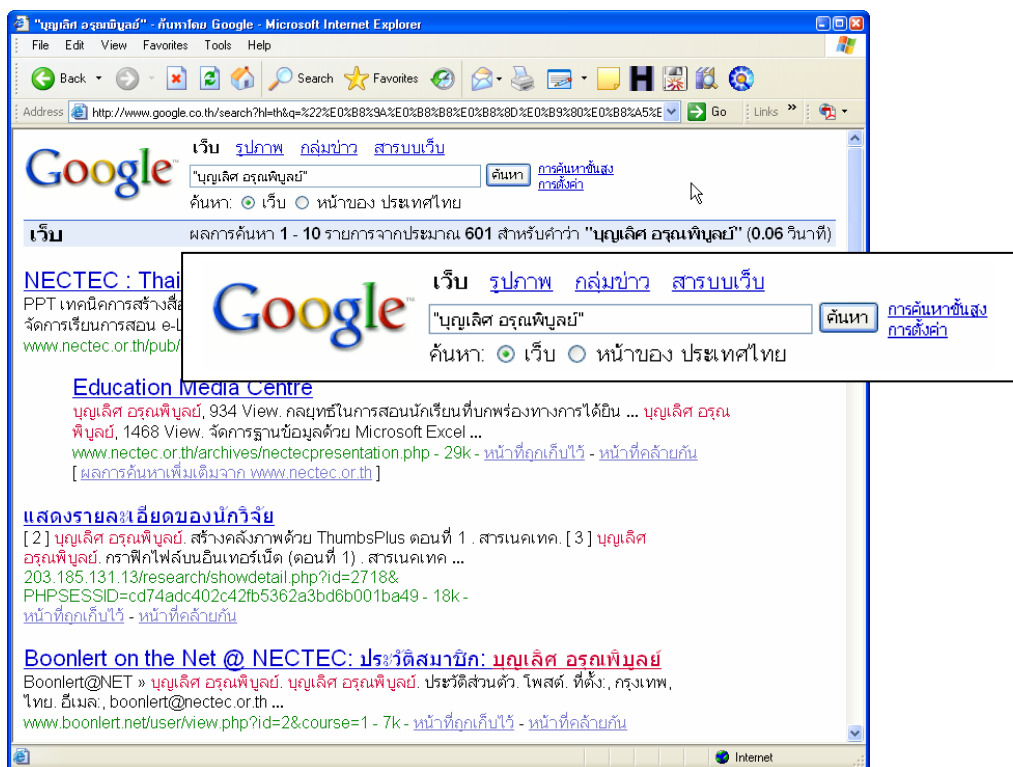 "บุญเลิศ อรุณพิบูลย์" - ค้นหาโดย Google - Microsoft Internet Explorer
File Edit View Favorites Tools Help
Back Search Favorites
Address http://www.google.co.th/search?hl=th&q=%22%E0%B8%9A%E0%B8%B8%E0%B8%8D%E0%B9%80%E0%B8%A5%E Go Links »
Google™
เว็บ รูปภาพ กลุ่มข่าว สารบบเว็บ
"บุญเลิศ อรุณพิบูลย์" ค้นหา การค้นหาขั้นสูง
การตั้งค่า
ค้นหา: เว็บ หน้าของ ประเทศไทย
เว็บ ผลการค้นหา 1 - 10 รายการจากประมาณ 601 สำหรับคำว่า "บุญเลิศ อรุณพิบูลย์" (0.06 วินาที)
NECTEC : Thai
PPT เทคนิคการสร้างสื่อ
จัดการเรียนการสอน e-L
www.nectec.or.th/pub/
Google™
เว็บ รูปภาพ กลุ่มข่าว สารบบเว็บ
"บุญเลิศ อรุณพิบูลย์" ค้นหา การค้นหาขั้นสูง
การตั้งค่า
ค้นหา: เว็บ หน้าของ ประเทศไทย
Education Media Centre
บุญเลิศ อรุณพิบูลย์, 934 View. กลยุทธ์ในการสอนนักเรียนที่บกพร่องทางการได้ยิน ... บุญเลิศ อรุณ
พิบูลย์, 1468 View. จัดการฐานข้อมูลด้วย Microsoft Excel ...
www.nectec.or.th/archives/nectecpresentation.php - 29k - หน้าที่ถูกเก็บไว้ - หน้าที่คล้ายกัน
[ ผลการค้นหาเพิ่มเติมจาก www.nectec.or.th ]
แสดงรายละเอียดของนักวิจัย
[ 2 ] บุญเลิศ อรุณพิบูลย์. สร้างคลังภาพด้วย ThumbsPlus ตอนที่ 1 . สารเนคเทค. [ 3 ] บุญเลิศ
อรุณพิบูลย์. กราฟิกไฟล์บนอินเทอร์เน็ต (ตอนที่ 1) . สารเนคเทค ...
203.185.131.13/research/showdetail.php?id=2718&
PHPSESSID=cd74adc402c42fb5362a3bd6b001ba49 - 18k -
หน้าที่ถูกเก็บไว้ - หน้าที่คล้ายกัน
Boonlert on the Net @ NECTEC: ประวัติสมาชิก: บุญเลิศ อรุณพิบูลย์
Boonlert@NET » บุญเลิศ อรุณพิบูลย์. บุญเลิศ อรุณพิบูลย์. ประวัติส่วนตัว. โพสต์. ที่ตั้ง:, กรุงเทพ,
ไทย. อีเมล:, boonlert@nectec.or.th ...
www.boonlert.net/user/view.php?id=2&course=1 - 7k - หน้าที่ถูกเก็บไว้ - หน้าที่คล้ายกัน
Internet